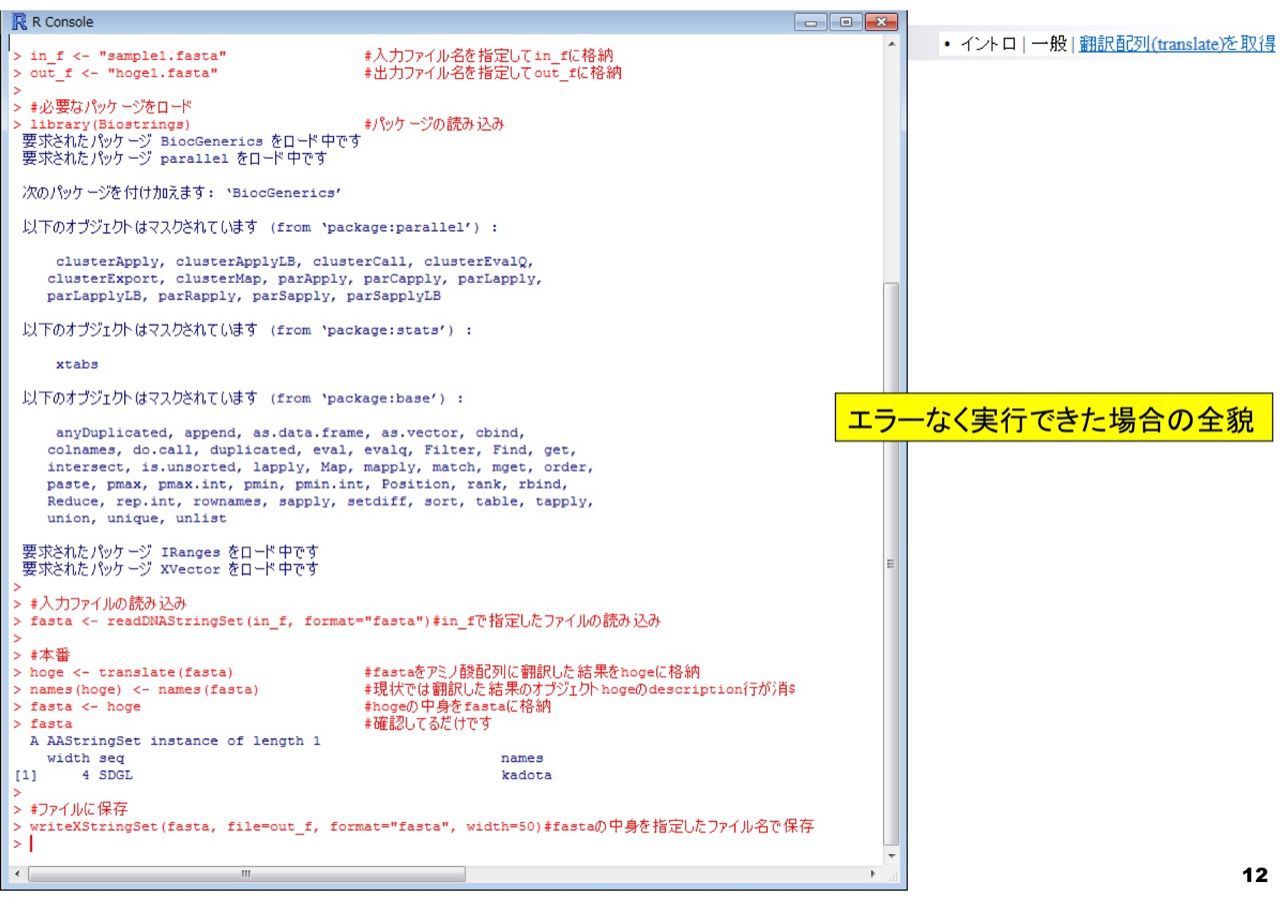 R Console
• イントロ | 一般 | 翻訳配列(translate)を取得
> in_f <- "sample1.fasta" #入力ファイル名を指定してin_fに格納
> out_f <- "hoge1.fasta" #出力ファイル名を指定してout_fに格納
>
> #必要なパッケージをロード
> library(Biostrings) #パッケージの読み込み
要求されたパッケージ BiocGenerics をロード中です
要求されたパッケージ parallel をロード中です
次のパッケージを付け加えます: ‘BiocGenerics’
以下のオブジェクトはマスクされています (from ‘package:parallel’) :
clusterApply, clusterApplyLB, clusterCall, clusterEvalQ,
clusterExport, clusterMap, parApply, parCapply, parLapply,
parLapplyLB, parRapply, parSapply, parSapplyLB
以下のオブジェクトはマスクされています (from ‘package:stats’) :
xtabs
以下のオブジェクトはマスクされています (from ‘package:base’) :
エラーなく実行できた場合の全貌
anyDuplicated, append, as.data.frame, as.vector, cbind,
colnames, do.call, duplicated, eval, evalq, Filter, Find, get,
intersect, is.unsorted, lapply, Map, mapply, match, mget, order,
paste, pmax, pmax.int, pmin, pmin.int, Position, rank, rbind,
Reduce, rep.int, rownames, sapply, setdiff, sort, table, tapply,
union, unique, unlist
要求されたパッケージ IRanges をロード中です
要求されたパッケージ XVector をロード中です
>
> #入力ファイルの読み込み
> fasta <- readDNAStringSet(in_f, format="fasta")#in_fで指定したファイルの読み込み
>
> #本番
> hoge <- translate(fasta) #fastaをアミノ酸配列に翻訳した結果をhogeに格納
> names(hoge) <- names(fasta) #現状では翻訳した結果のオブジェクトhogeのdescription行が消$
> fasta <- hoge #hogeの中身をfastaに格納
> fasta #確認してるだけです
A AAStringSet instance of length 1
width seq names
[1] 4 SDGL kadota
>
> #ファイルに保存
> writeXStringSet(fasta, file=out_f, format="fasta", width=50)#fastaの中身を指定したファイル名で保存
>
12